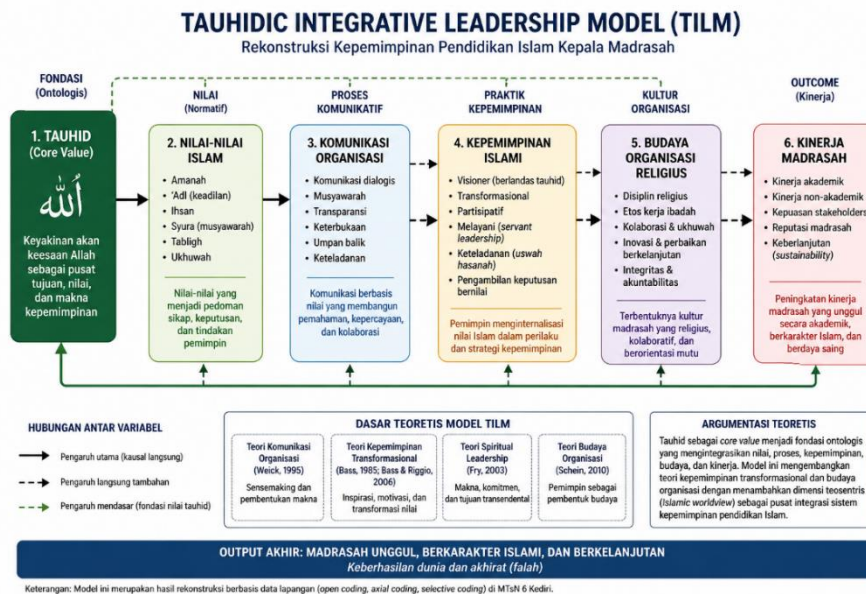 TAUHIDIC INTEGRATIVE LEADERSHIP MODEL (TILM)
Rekonstruksi Kepemimpinan Pendidikan Islam Kepala Madrasah
FONDASI
(Ontologis)
1. TAUHID
(Core Value)
الله
Keyakinan akan
keesaan Allah
sebagai pusat
tujuan, nilai,
dan makna
kepemimpinan
NILAI
(Normatif)
2. NILAI-NILAI
ISLAM
• Amanah
• 'Adl (keadilan)
• Ihsan
• Syura (musyawarah)
• Tabligh
• Ukhuwah
Nilai-nilai yang
menjadi pedoman
sikap, keputusan,
dan tindakan
pemimpin
PROSES
KOMUNIKATIF
3. KOMUNIKASI
ORGANISASI
• Komunikasi dialogis
• Musyawarah
• Transparansi
• Keterbukaan
• Umpan balik
• Keteladanan
Komunikasi berbasis
nilai yang membangun
pemahaman, kepercayaan,
dan kolaborasi
PRAKTIK
KEPEMIMPINAN
4. KEPEMIMPINAN
ISLAMI
• Visioner (berlandas tauhid)
• Transformasional
• Partisipatif
• Melayani (servant
leadership)
• Keteladanan (uswah
hasanah)
• Pengambilan keputusan
bernilai
Pemimpin menginternalisasi
nilai Islam dalam perilaku
dan strategi kepemimpinan
KULTUR
ORGANISASI
5. BUDAYA
ORGANISASI
RELIGIUS
• Disiplin religius
• Etos kerja ibadah
• Kolaborasi & ukhuwah
• Inovasi & perbaikan
berkelanjutan
• Integritas &
akuntabilitas
Terbentuknya kultur
madrasah yang religius,
kolaboratif, dan
berorientasi mutu
OUTCOME
(Kinerja)
6. KINERJA
MADRASAH
• Kinerja akademik
• Kinerja non-akademik
• Kepuasan stakeholders
• Reputasi madrasah
• Keberlanjutan
(sustainability)
Peningkatan kinerja
madrasah yang unggul
secara akademik,
berkarakter Islam, dan
berdaya saing
HUBUNGAN ANTAR VARIABEL
Pengaruh utama (kausal langsung)
Pengaruh langsung tambahan
Pengaruh mendasar (fondasi nilai tauhid)
DASAR TEORETIS MODEL TILM
Teori Komunikasi
Organisasi
(Weick, 1995)
Sensemaking dan
pembentukan makna
Teori Kepemimpinan
Transformasional
(Bass, 1985; Bass & Riggio,
2006)
Inspirasi, motivasi, dan
transformasi nilai
Teori Spiritual
Leadership
(Fry, 2003)
Makna, komitmen,
dan tujuan transendental
Teori Budaya
Organisasi
(Schein, 2010)
Pemimpin sebagai
pembentuk budaya
ARGUMENTASI TEORETIS
Tauhid sebagai core value menjadi fondasi ontologis
yang mengintegrasikan nilai, proses, kepemimpinan,
budaya, dan kinerja. Model ini mengembangkan
teori kepemimpinan transformasional dan budaya
organisasi dengan menambahkan dimensi teosentris
(Islamic worldview) sebagai pusat integrasi sistem
kepemimpinan pendidikan Islam.
OUTPUT AKHIR: MADRASAH UNGGUL, BERKARAKTER ISLAMI, DAN BERKELANJUTAN
Keberhasilan dunia dan akhirat (falah)
Keterangan: Model ini merupakan hasil rekonstruksi berbasis data lapangan (open coding, axial coding, selective coding) di MTsN 6 Kediri.